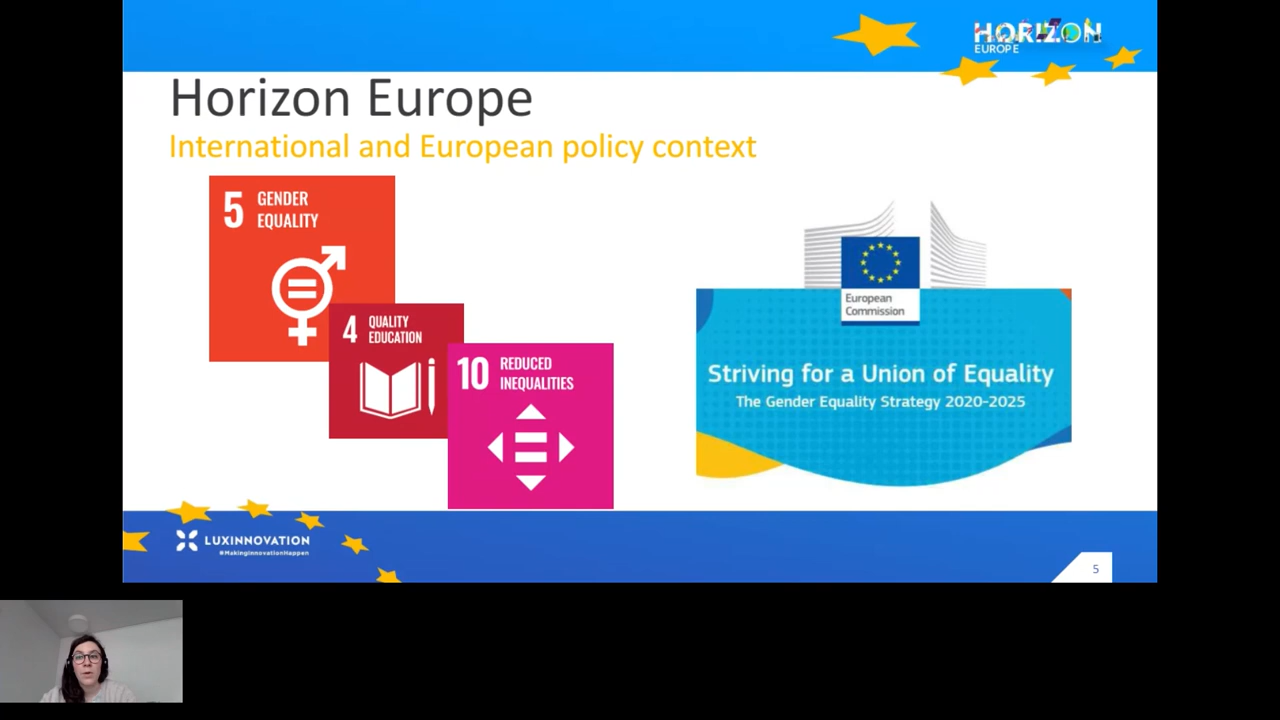 HORIZON
EUROPE
Horizon Europe
International and European policy context
5 GENDER
EQUALITY
4 QUALITY
EDUCATION
10 REDUCED
INEQUALITIES
European
Commission
Striving for a Union of Equality
The Gender Equality Strategy 2020-2025
LUXINNOVATION
#MakingInnovationHappen
5